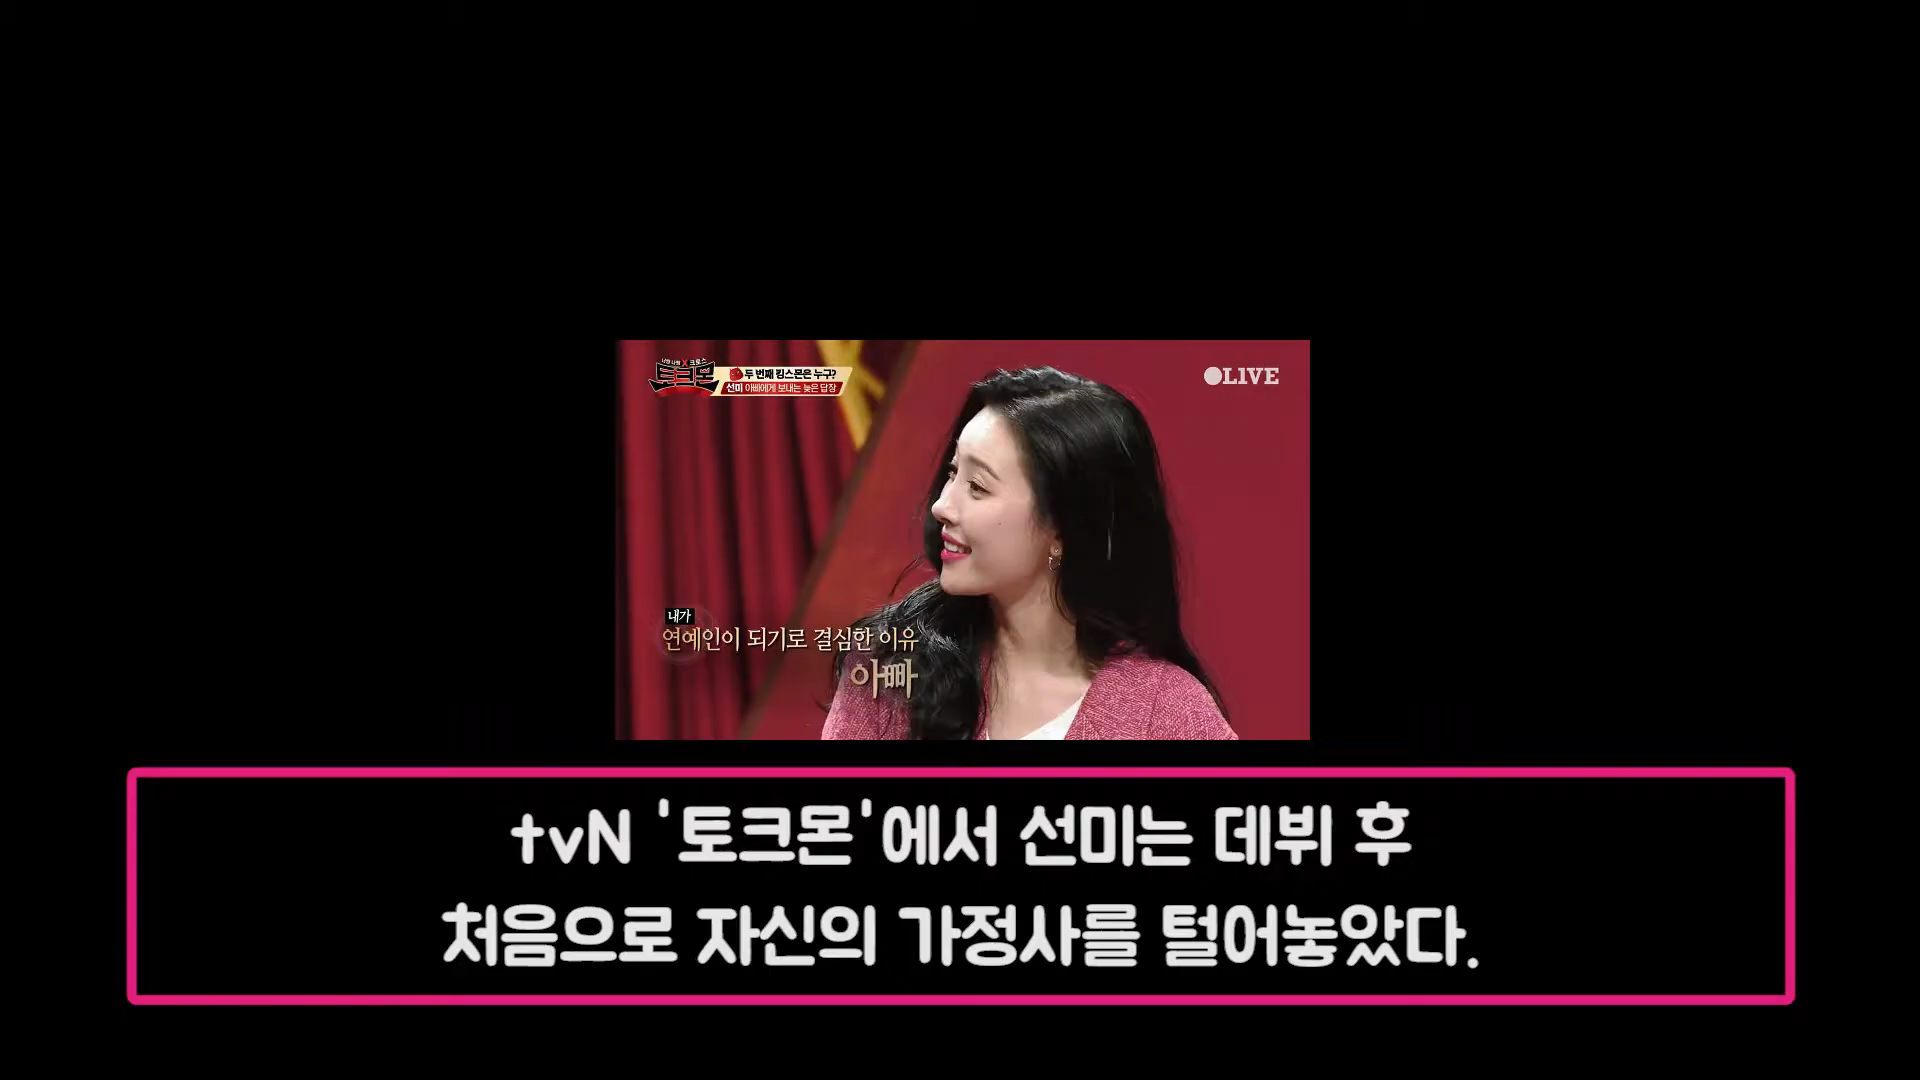 토크몬
두 번째 킹스몬은 누구?
선미 아빠에게 보내는 늦은 답장
OLIVE
내가
연예인이 되기로 결심한 이유
아빠
tvN '토크몬'에서 선미는 데뷔 후
처음으로 자신의 가정사를 털어놓았다.